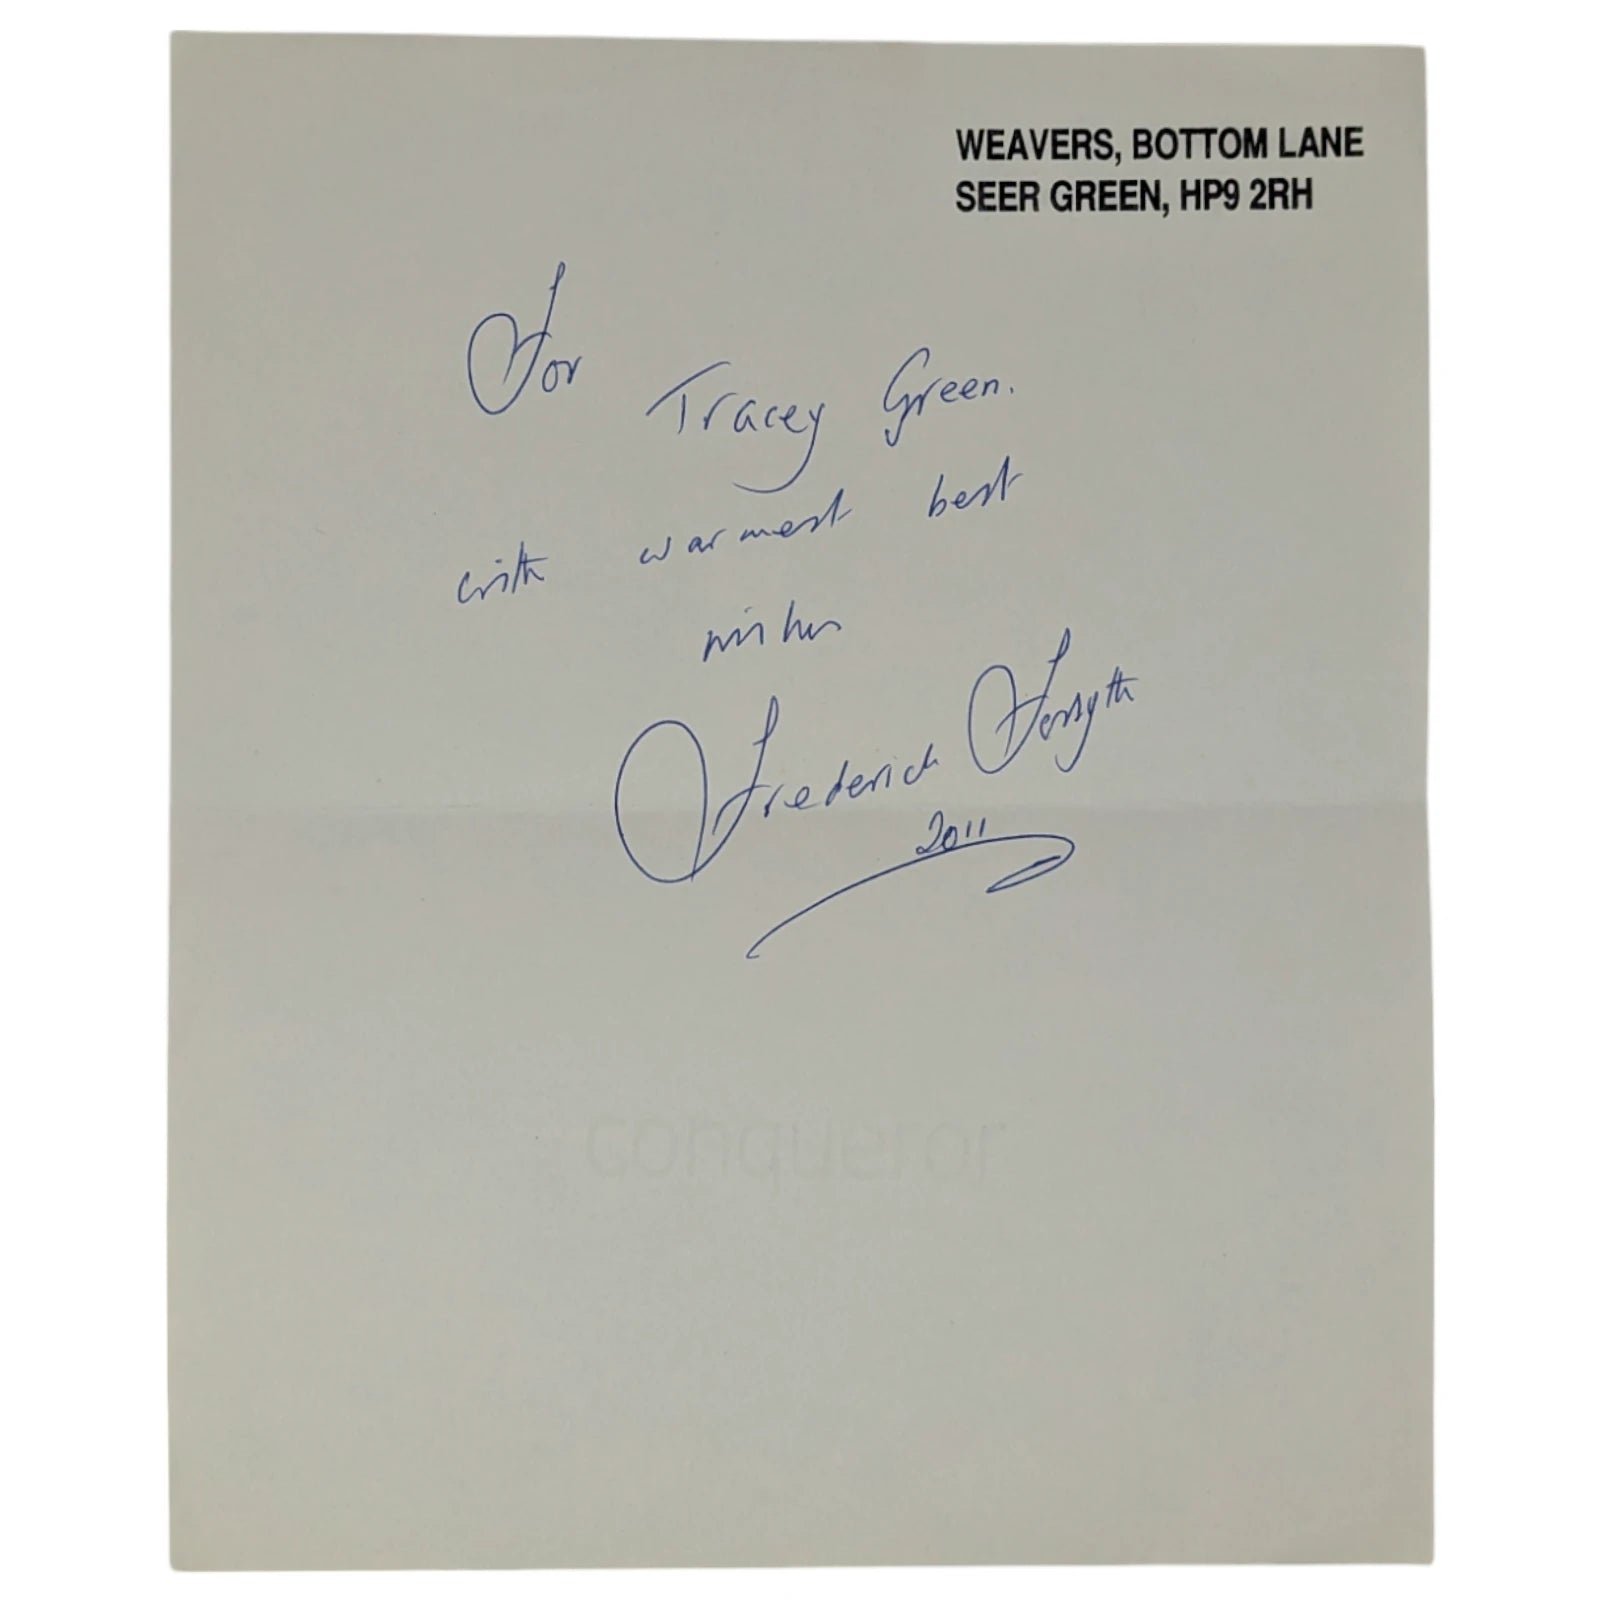 WEAVERS, BOTTOM LANE
SEER GREEN, HP9 2RH
For
Tracey Green.
with warmest best
wishes
Frederick Forsyth
2011
conqueror